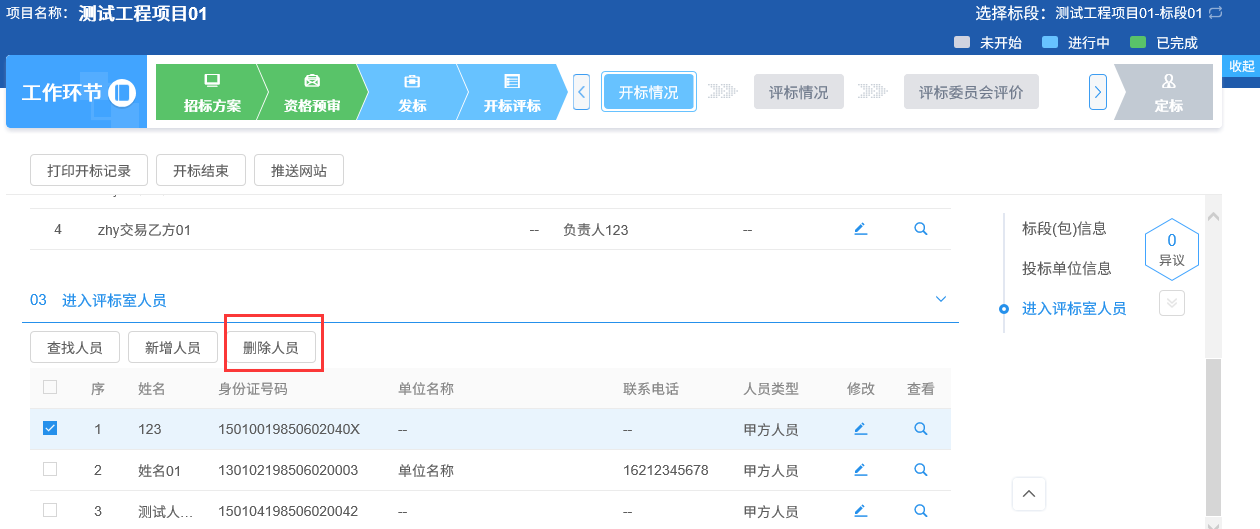 项目名称：测试工程项目01
选择标段：测试工程项目01-标段01
未开始 进行中 已完成
收起
工作环节
招标方案 资格预审 发标 开标评标 开标情况 评标情况 评标委员会评价 定标
打印开标记录 开标结束 推送网站
4 zhy交易乙方01 -- 负责人123 --
标段(包)信息
投标单位信息
进入评标室人员
0
异议
03 进入评标室人员
查找人员 新增人员 删除人员
序 姓名 身份证号码 单位名称 联系电话 人员类型 修改 查看
1 123 15010019850602040X -- -- 甲方人员
2 姓名01 130102198506020003 单位名称 16212345678 甲方人员
3 测试人... 150104198506020042 -- -- 甲方人员